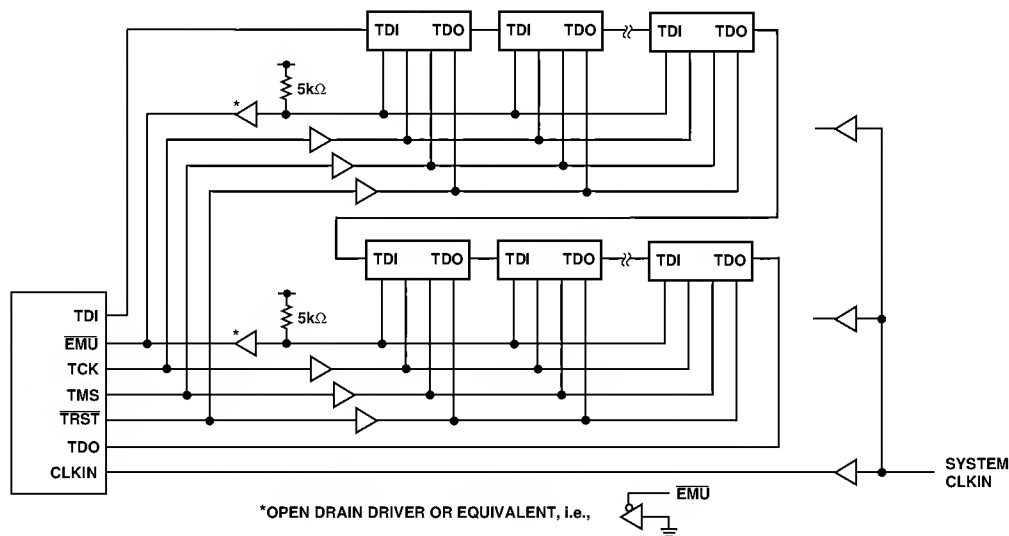 TDI TDO TDI TDO TDI TDO
5kΩ
*
TDI TDO TDI TDO TDI TDO
5kΩ
*
TDI
EMU
TCK
TMS
TRST
TDO
CLKIN
SYSTEM
CLKIN
*OPEN DRAIN DRIVER OR EQUIVALENT, i.e.,
EMU